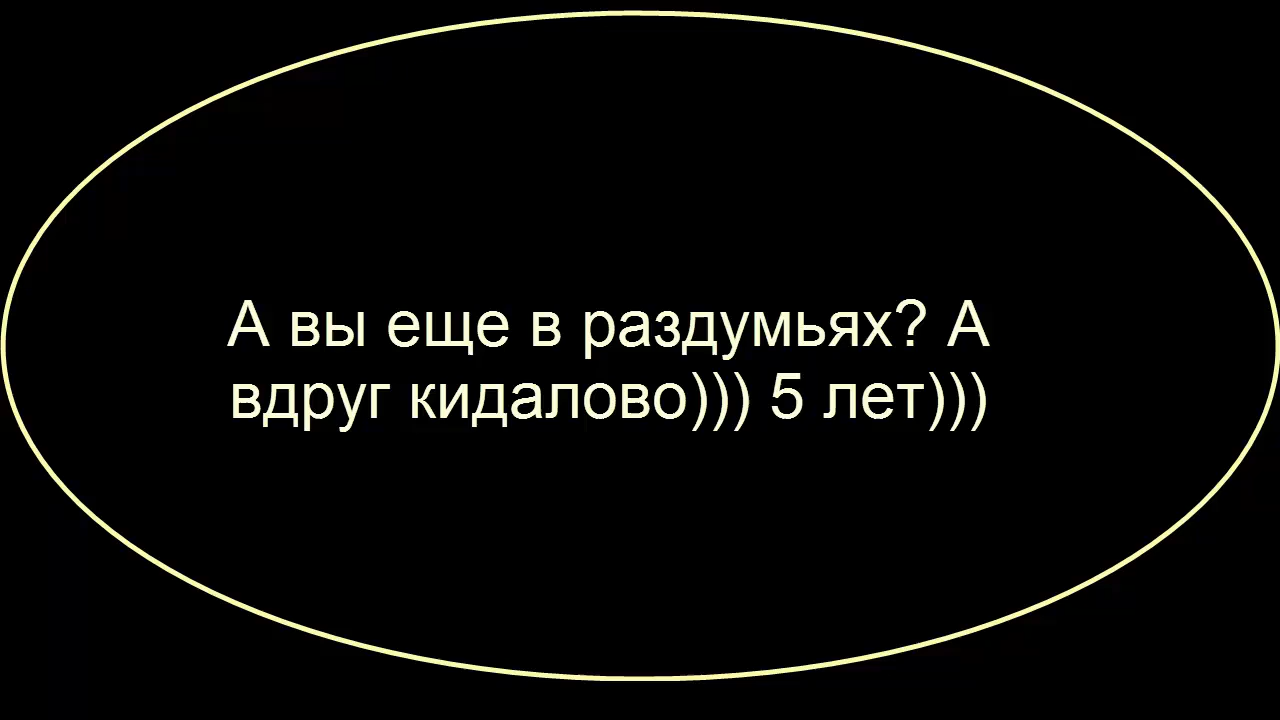 А вы еще в раздумьях? А
вдруг кидалово))) 5 лет)))